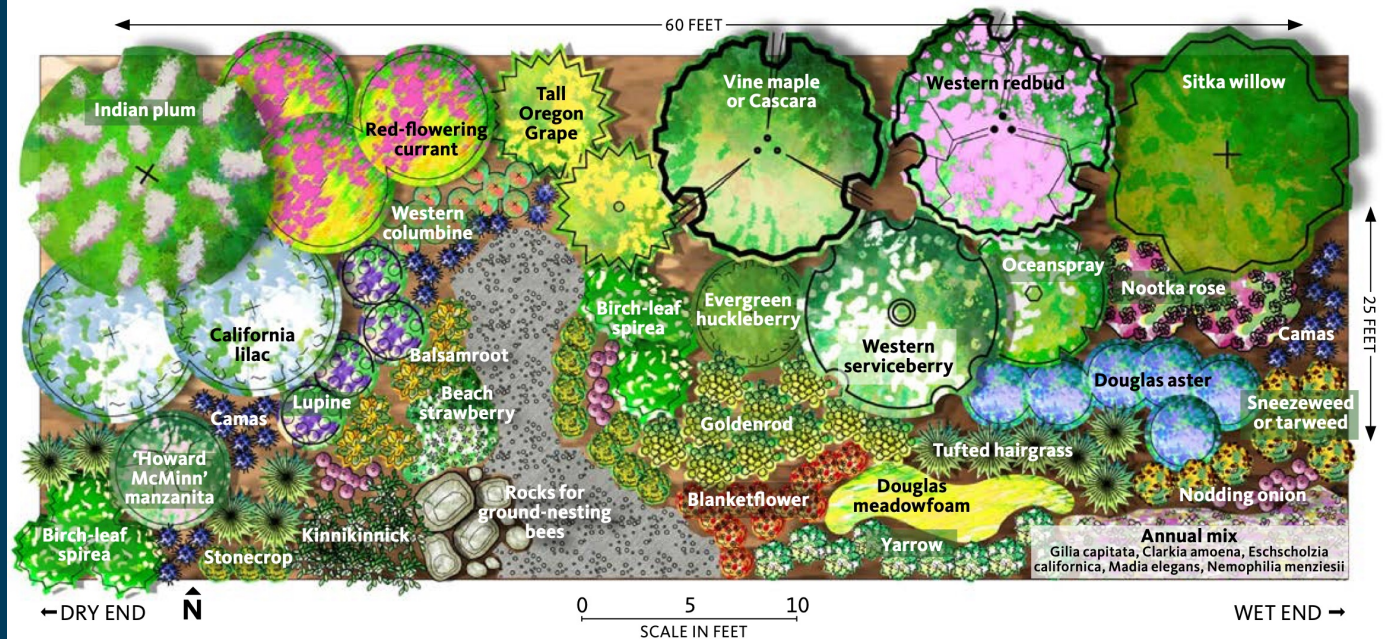 60 FEET
Indian plum
Red-flowering
currant
Tall
Oregon
Grape
Vine maple
or Cascara
Western redbud
Sitka willow
Western
columbine
California
lilac
Balsamroot
Birch-leaf
spirea
Evergreen
huckleberry
Western
serviceberry
Oceanspray
Nootka rose
Camas
25 FEET
Camas
Lupine
Beach
strawberry
Goldenrod
Douglas aster
Sneezeweed
or tarweed
Tufted hairgrass
'Howard
McMinn'
manzanita
Birch-leaf
spirea
Stonecrop
Kinnikinnick
Rocks for
ground-nesting
bees
Blanketflower
Douglas
meadowfoam
Yarrow
Nodding onion
Annual mix
Gilia capitata, Clarkia amoena, Eschscholzia
californica, Madia elegans, Nemophilia menziesii
←DRY END
N
0 5 10
SCALE IN FEET
WET END →